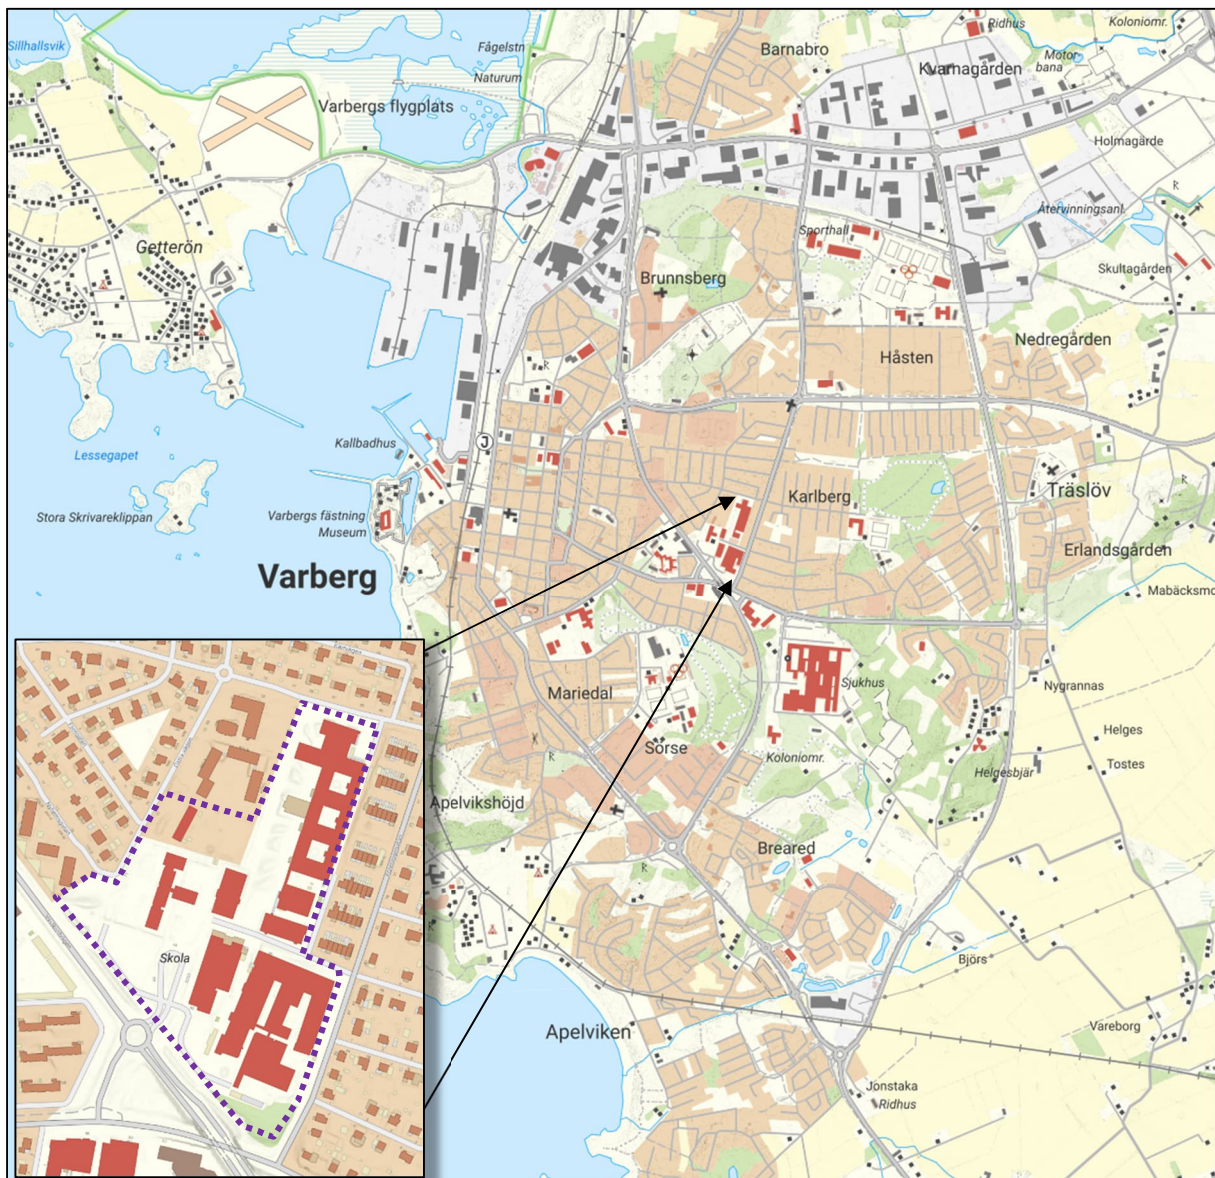 Sillhallsvik
Fågelstn
Naturum
Varbergs flygplats
Barnabro
Ridhus
Koloniomr.
Kvarnagården
Motor-
bana
Holmagärde
Getterön
Brunnsberg
Sporthall
Återvinningsanl.
R
Skultagården
Håsten
Nedregården
R
Lessegapet
Kallbadhus
J
Stora Skrivareklippan
Varbergs fästning
Museum
Karlberg
Träslöv
R
Varberg
Erlandsgården
Mabäcksmo
Mariedal
Sjukhus
Nygrannas
Sörse
Koloniomr.
Helges
Tostes
Helgesbjär
R
Apelvikshöjd
Breared
R
Skola
Björs
Apelviken
Vareborg
Jonstaka
Ridhus